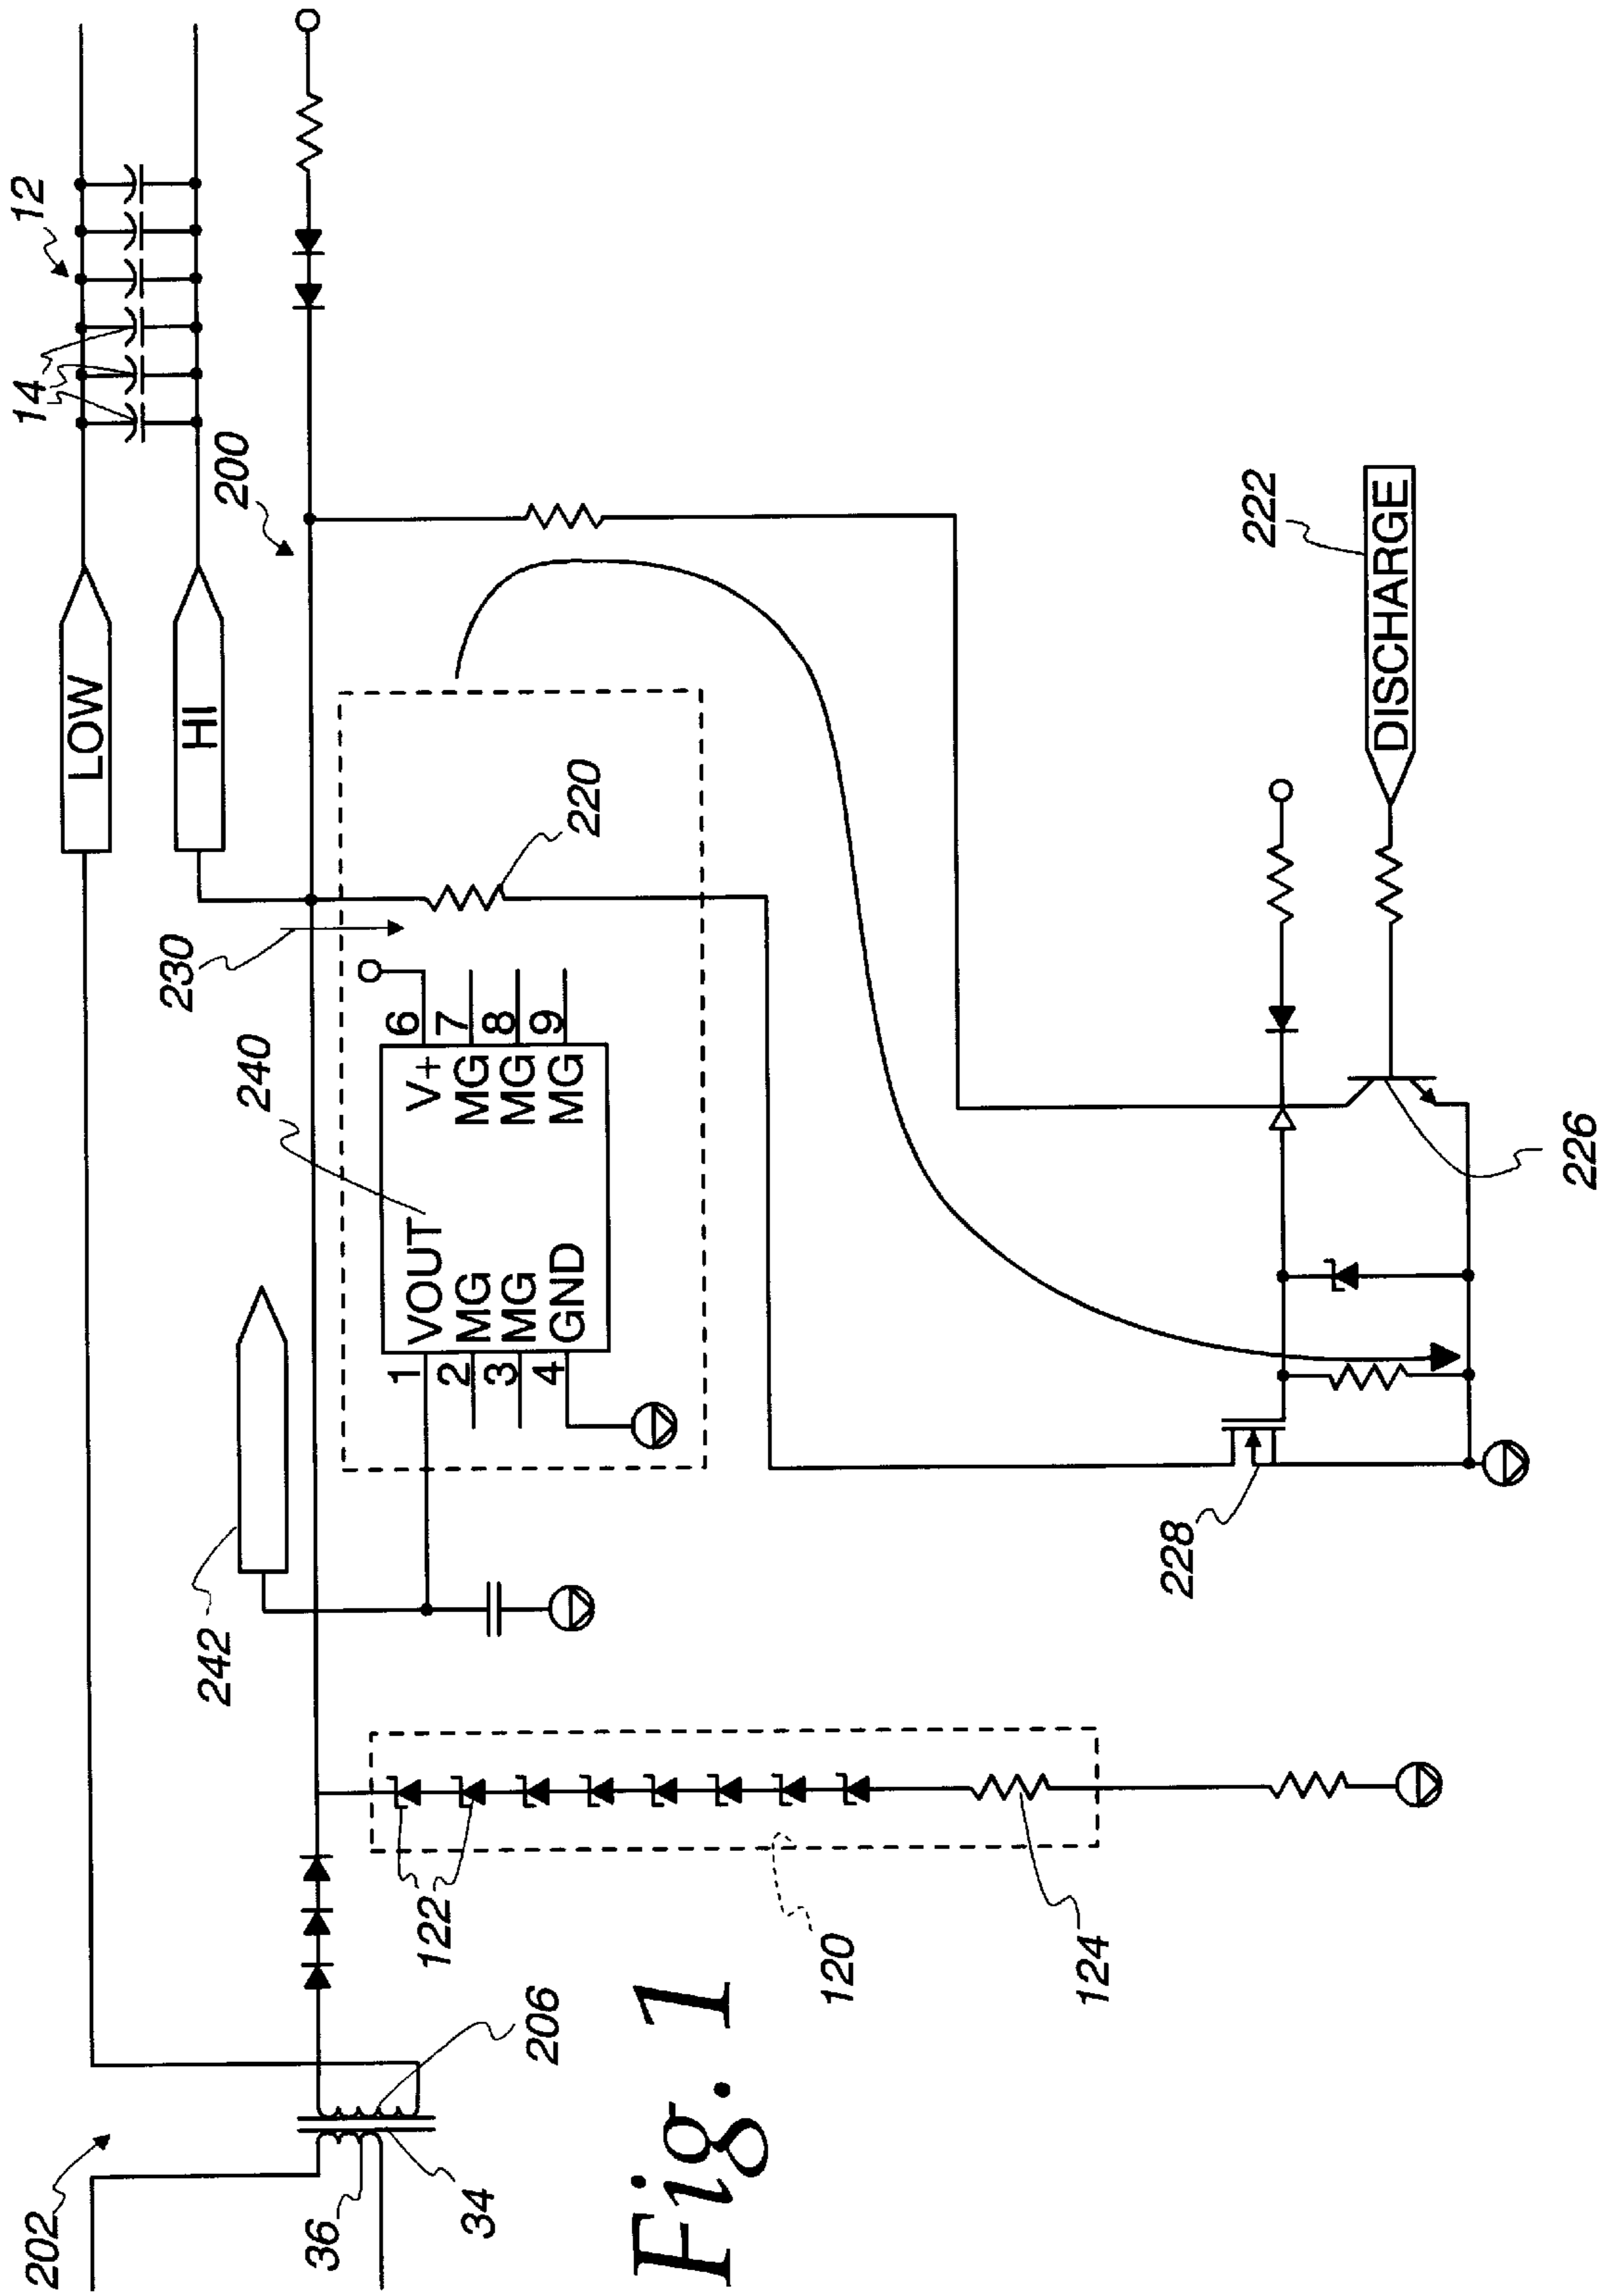 12
14
LOW
HI
200
202
36
34
206
242
240
230
220
1 VOUT
2 MG
3 MG
4 GND
V+ 6
MG 7
MG 8
MG 9
122
120
124
228
226
222
DISCHARGE
Fig. 1